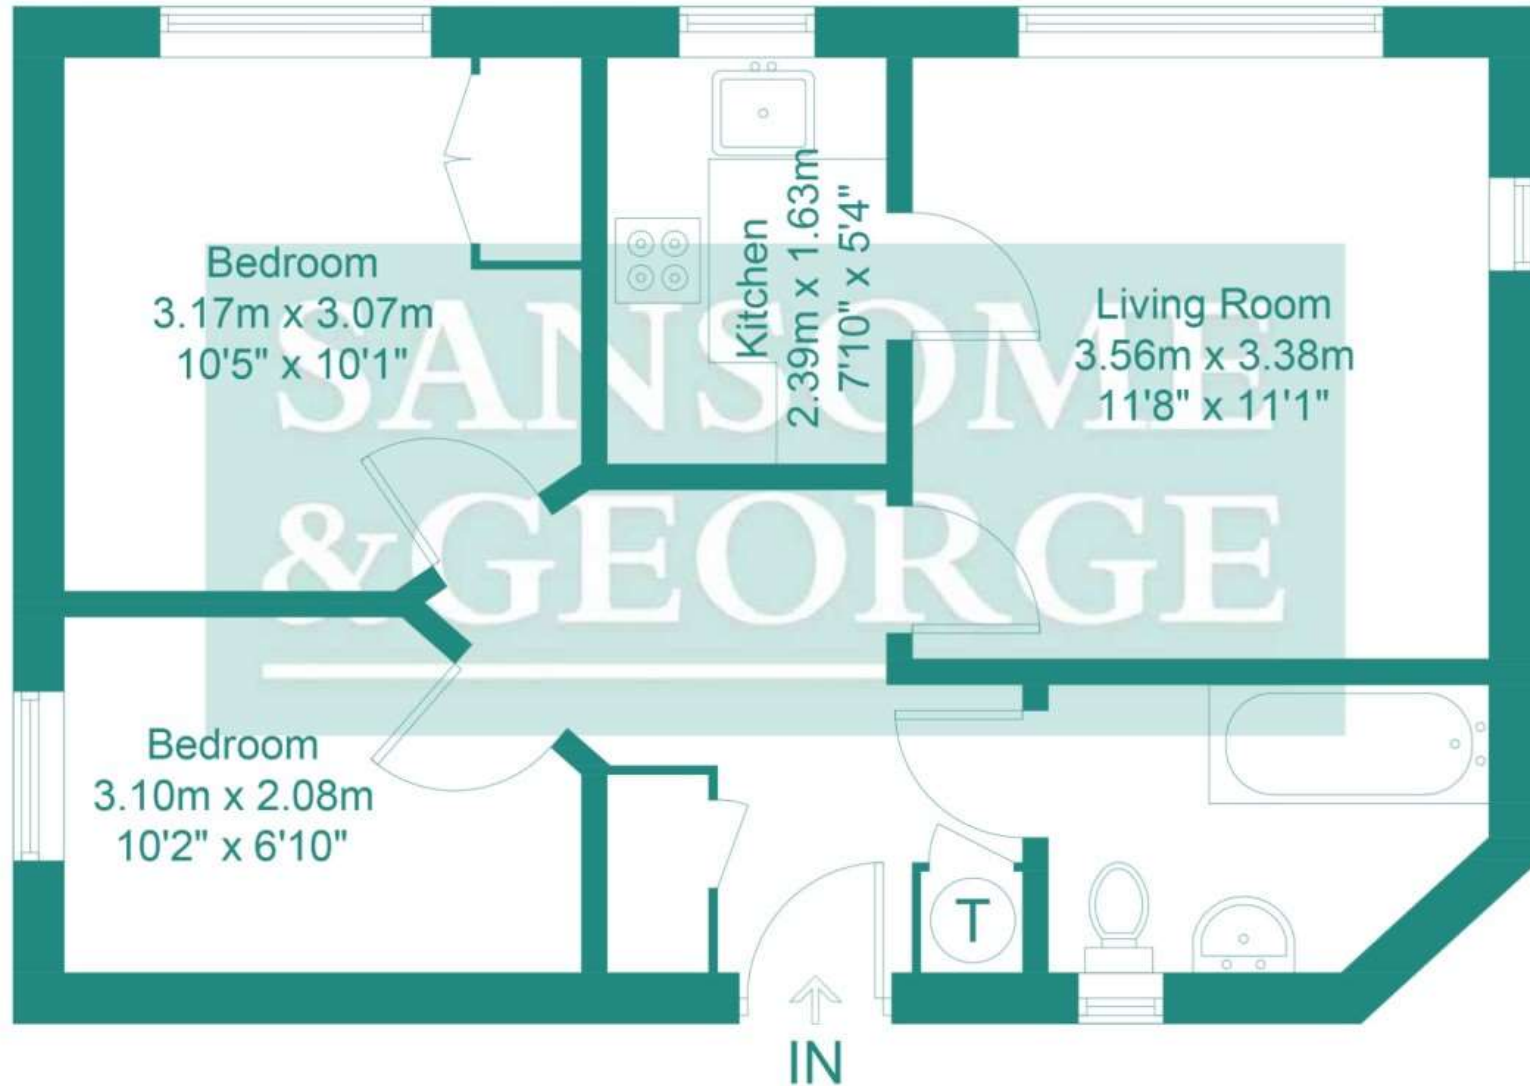 Bedroom
3.17m x 3.07m
10'5" x 10'1"
Kitchen
2.39m x 1.63m
7'10" x 5'4"
Living Room
3.56m x 3.38m
11'8" x 11'1"
SANSOME
&GEORGE
Bedroom
3.10m x 2.08m
10'2" x 6'10"
T
IN